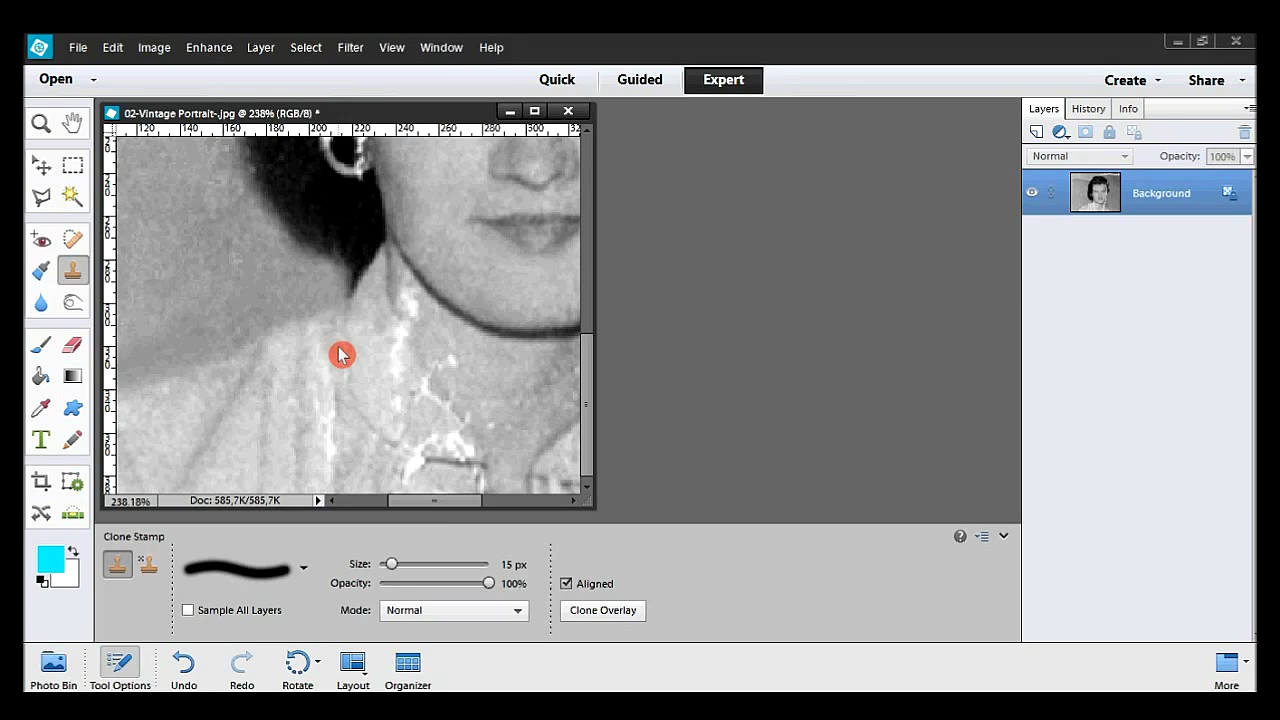 File Edit Image Enhance Layer Select Filter View Window Help
Open Quick Guided Expert Create Share
02-Vintage Portrait-.jpg @ 238% (RGB/8) *
Layers History Info
120 140 160 180 200 220 240 260 280 300
Normal Opacity: 100%
Background
238.18% Doc: 585,7K/585,7K
Clone Stamp
Size: 15 px
Opacity: 100%
Aligned
Sample All Layers Mode: Normal Clone Overlay
Photo Bin Tool Options Undo Redo Rotate Layout Organizer More